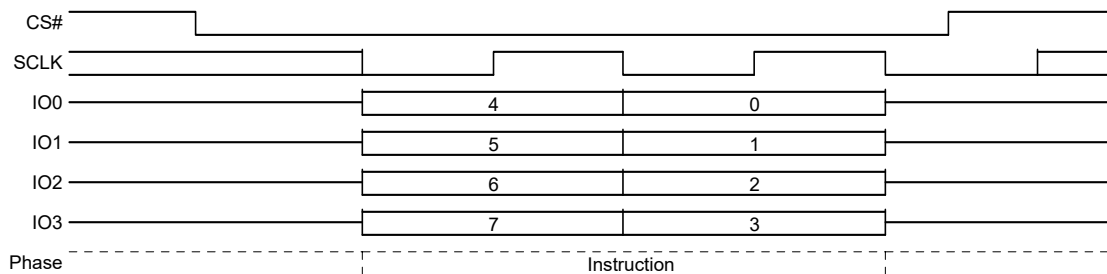 CS#
SCLK
IO0 4 0
IO1 5 1
IO2 6 2
IO3 7 3
Phase Instruction